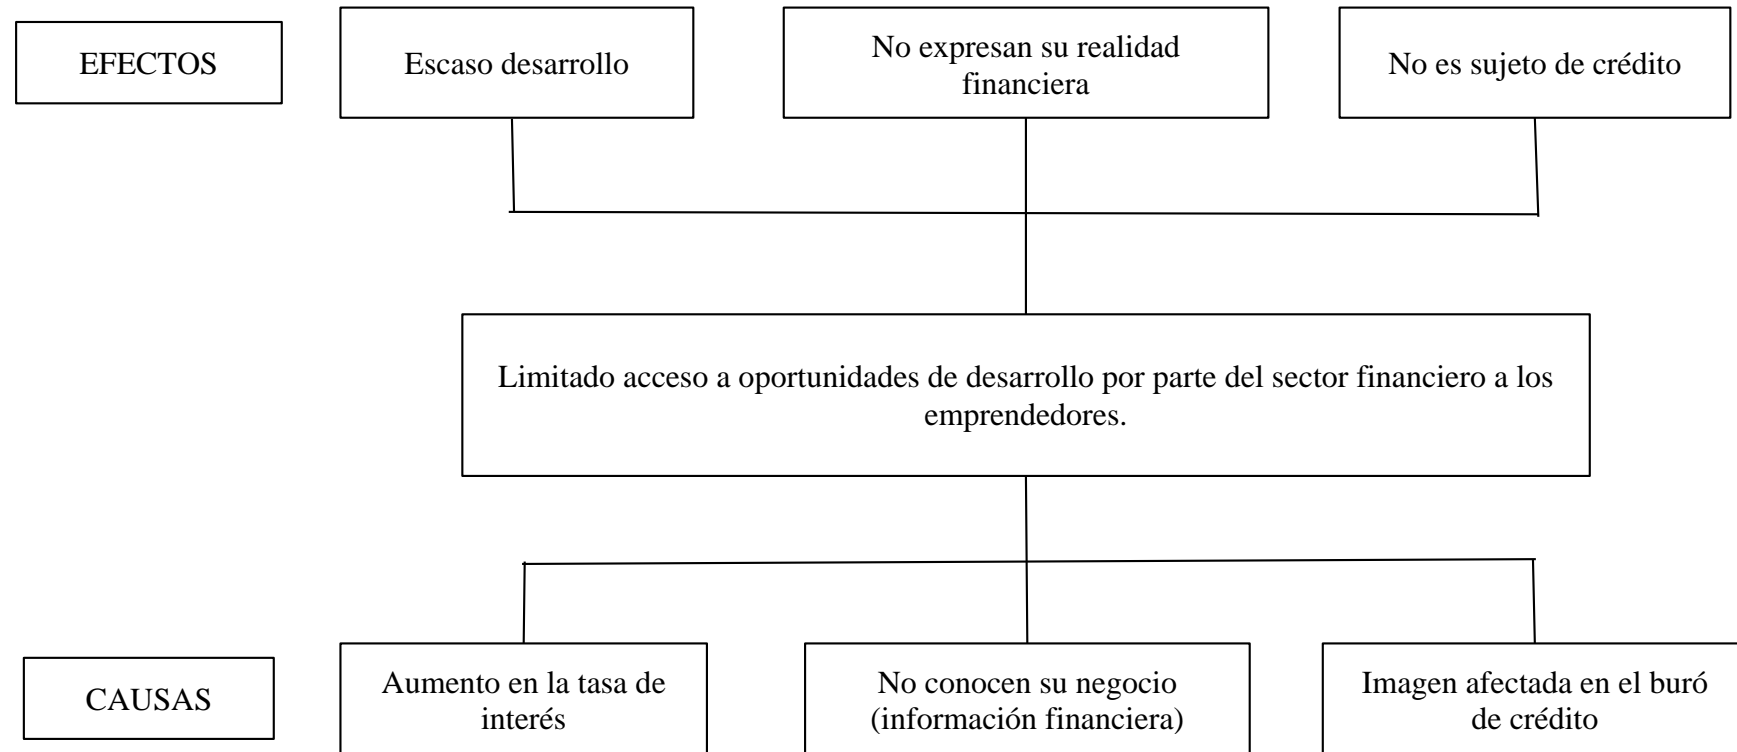 EFECTOS
Escaso desarrollo
No expresan su realidad
financiera
No es sujeto de crédito
Limitado acceso a oportunidades de desarrollo por parte del sector financiero a los
emprendedores.
CAUSAS
Aumento en la tasa de
interés
No conocen su negocio
(información financiera)
Imagen afectada en el buró
de crédito